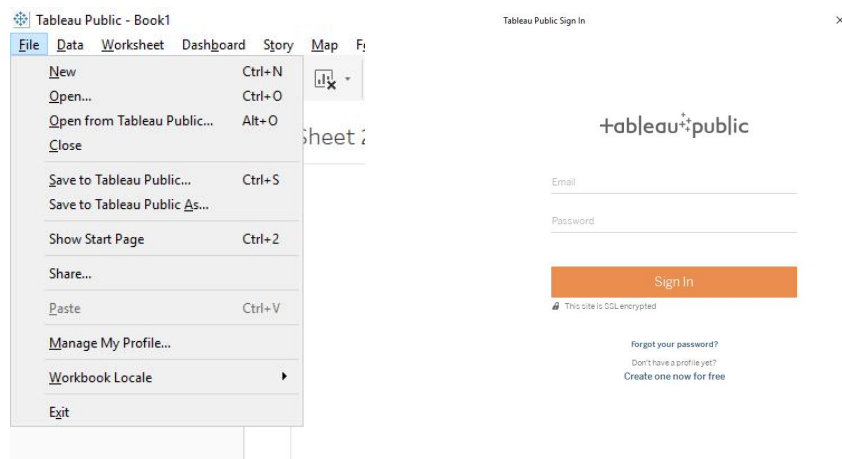 Tableau Public - Book1
File Data Worksheet Dashboard Story Map
New Ctrl+N
Open... Ctrl+O
Open from Tableau Public... Alt+O
Close
Save to Tableau Public... Ctrl+S
Save to Tableau Public As...
Show Start Page Ctrl+2
Share...
Paste Ctrl+V
Manage My Profile...
Workbook Locale
Exit
Sheet 2
Tableau Public Sign In
tableau public
Email
Password
Sign In
This site is SSL encrypted
Forgot your password?
Don't have a profile yet?
Create one now for free